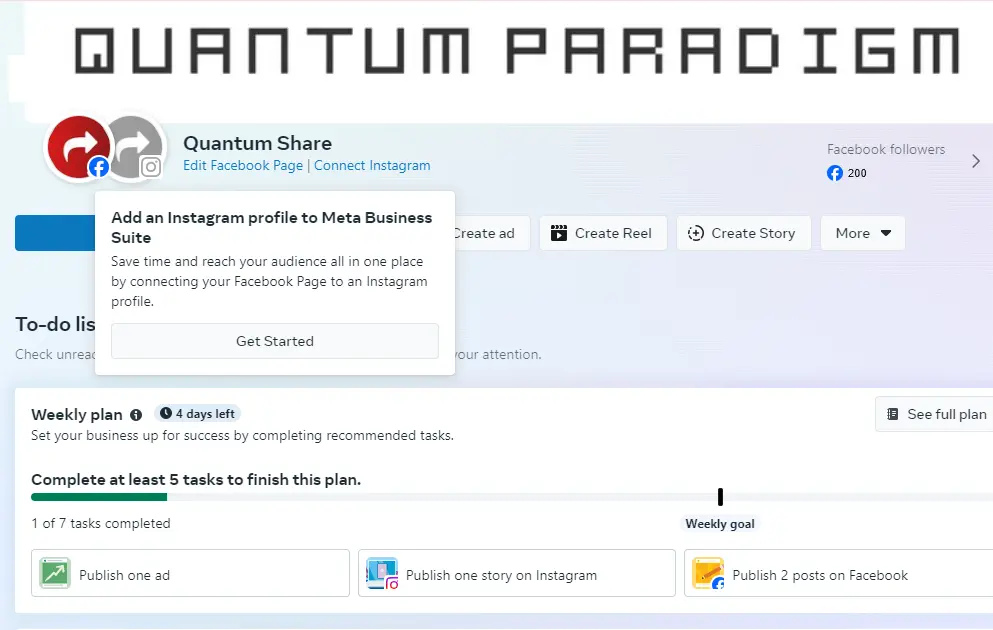 QUANTUM PARADIGM
Quantum Share
Edit Facebook Page | Connect Instagram
Facebook followers
200
Add an Instagram profile to Meta Business
Suite
Save time and reach your audience all in one place
by connecting your Facebook Page to an Instagram
profile.
Get Started
Create ad
Create Reel
Create Story
More
To-do lis
Check unread
your attention.
Weekly plan
4 days left
See full plan
Set your business up for success by completing recommended tasks.
Complete at least 5 tasks to finish this plan.
1 of 7 tasks completed
Weekly goal
Publish one ad
Publish one story on Instagram
Publish 2 posts on Facebook